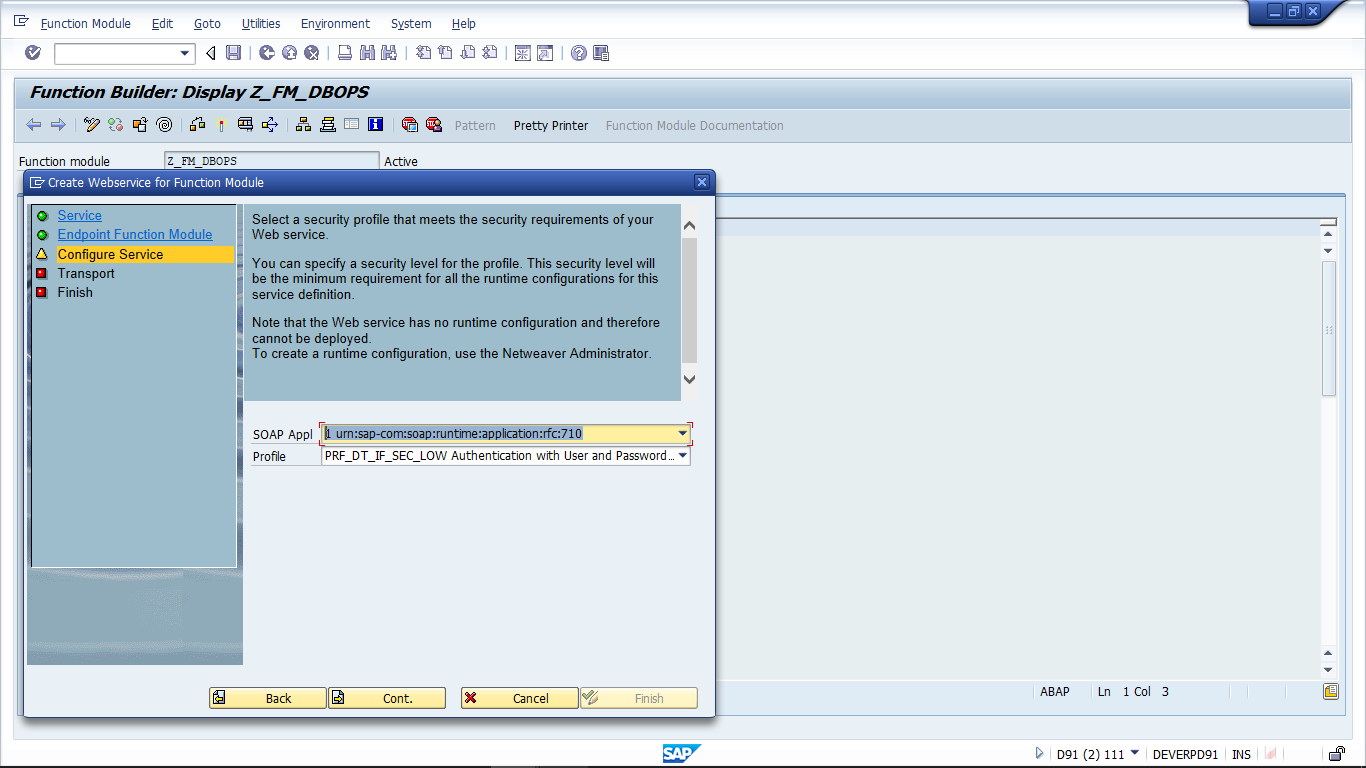 Function Module Edit Goto Utilities Environment System Help
Function Builder: Display Z_FM_DBOPS
Pattern Pretty Printer Function Module Documentation
Function module Z_FM_DBOPS Active
Create Webservice for Function Module
Service
Endpoint Function Module
Configure Service
Transport
Finish
Select a security profile that meets the security requirements of your
Web service.
You can specify a security level for the profile. This security level will
be the minimum requirement for all the runtime configurations for this
service definition.
Note that the Web service has no runtime configuration and therefore
cannot be deployed.
To create a runtime configuration, use the Netweaver Administrator.
SOAP Appl 1 urn:sap-com:soap:runtime:application:rfc:710
Profile PRF_DT_IF_SEC_LOW Authentication with User and Password...
Back Cont. Cancel Finish
ABAP Ln 1 Col 3
SAP D91 (2) 111 DEVERPD91 INS